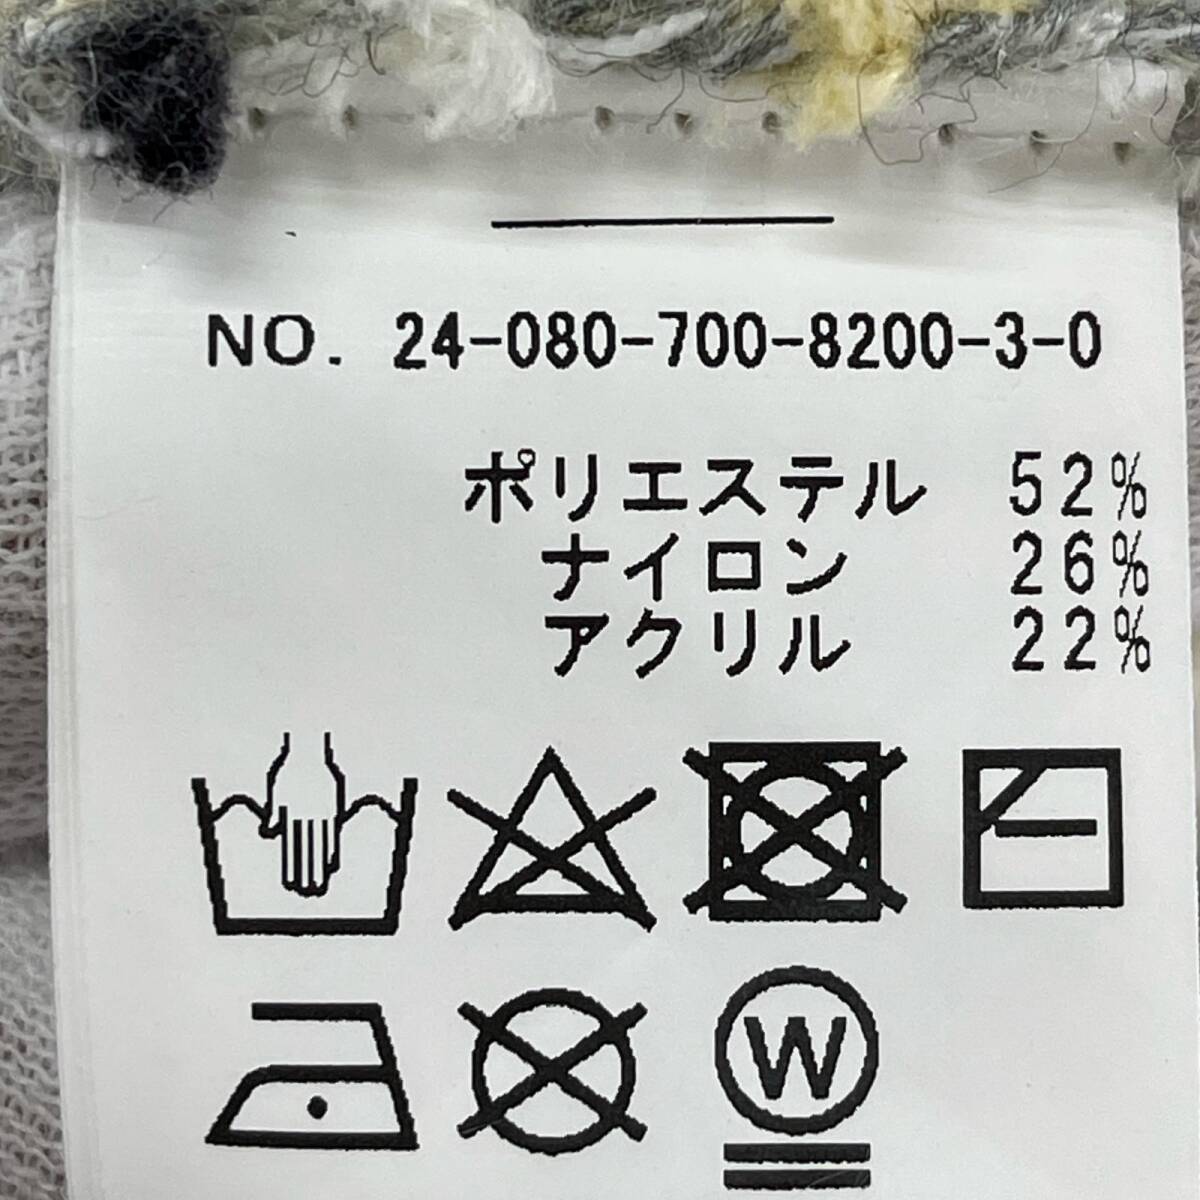 NO. 24-080-700-8200-3-0
ポリエステル 52%
ナイロン 26%
アクリル 22%
W